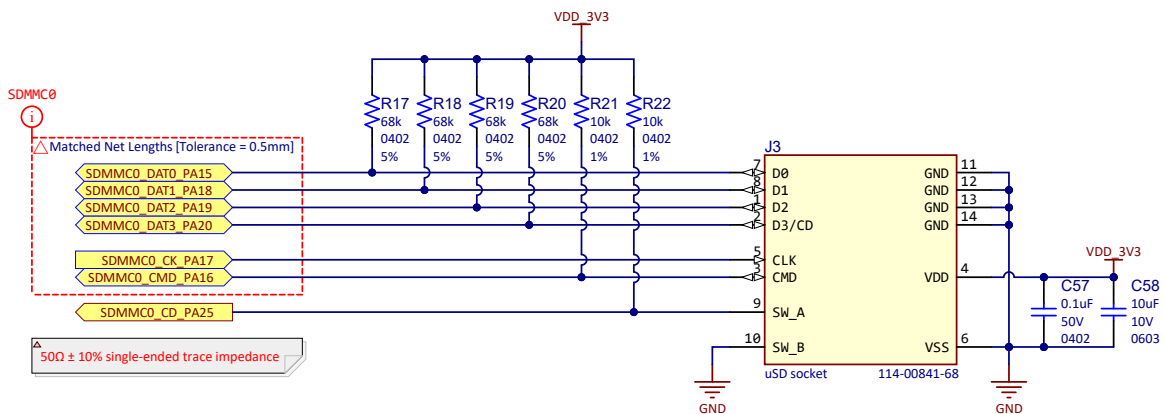 VDD_3V3
SDMMC0
i
R17
68k
0402
5%
R18
68k
0402
5%
R19
68k
0402
5%
R20
68k
0402
5%
R21
10k
0402
1%
R22
10k
0402
1%
Matched Net Lengths [Tolerance = 0.5mm]
SDMMC0_DAT0_PA15
SDMMC0_DAT1_PA18
SDMMC0_DAT2_PA19
SDMMC0_DAT3_PA20
SDMMC0_CK_PA17
SDMMC0_CMD_PA16
SDMMC0_CD_PA25
50Ω ± 10% single-ended trace impedance
J3
7 D0 GND 11
8 D1 GND 12
1 D2 GND 13
2 D3/CD GND 14
5 CLK
3 CMD VDD 4
9 SW_A
10 SW_B VSS 6
uSD socket 114-00841-68
VDD_3V3
C57
0.1uF
50V
0402
C58
10uF
10V
0603
GND
GND